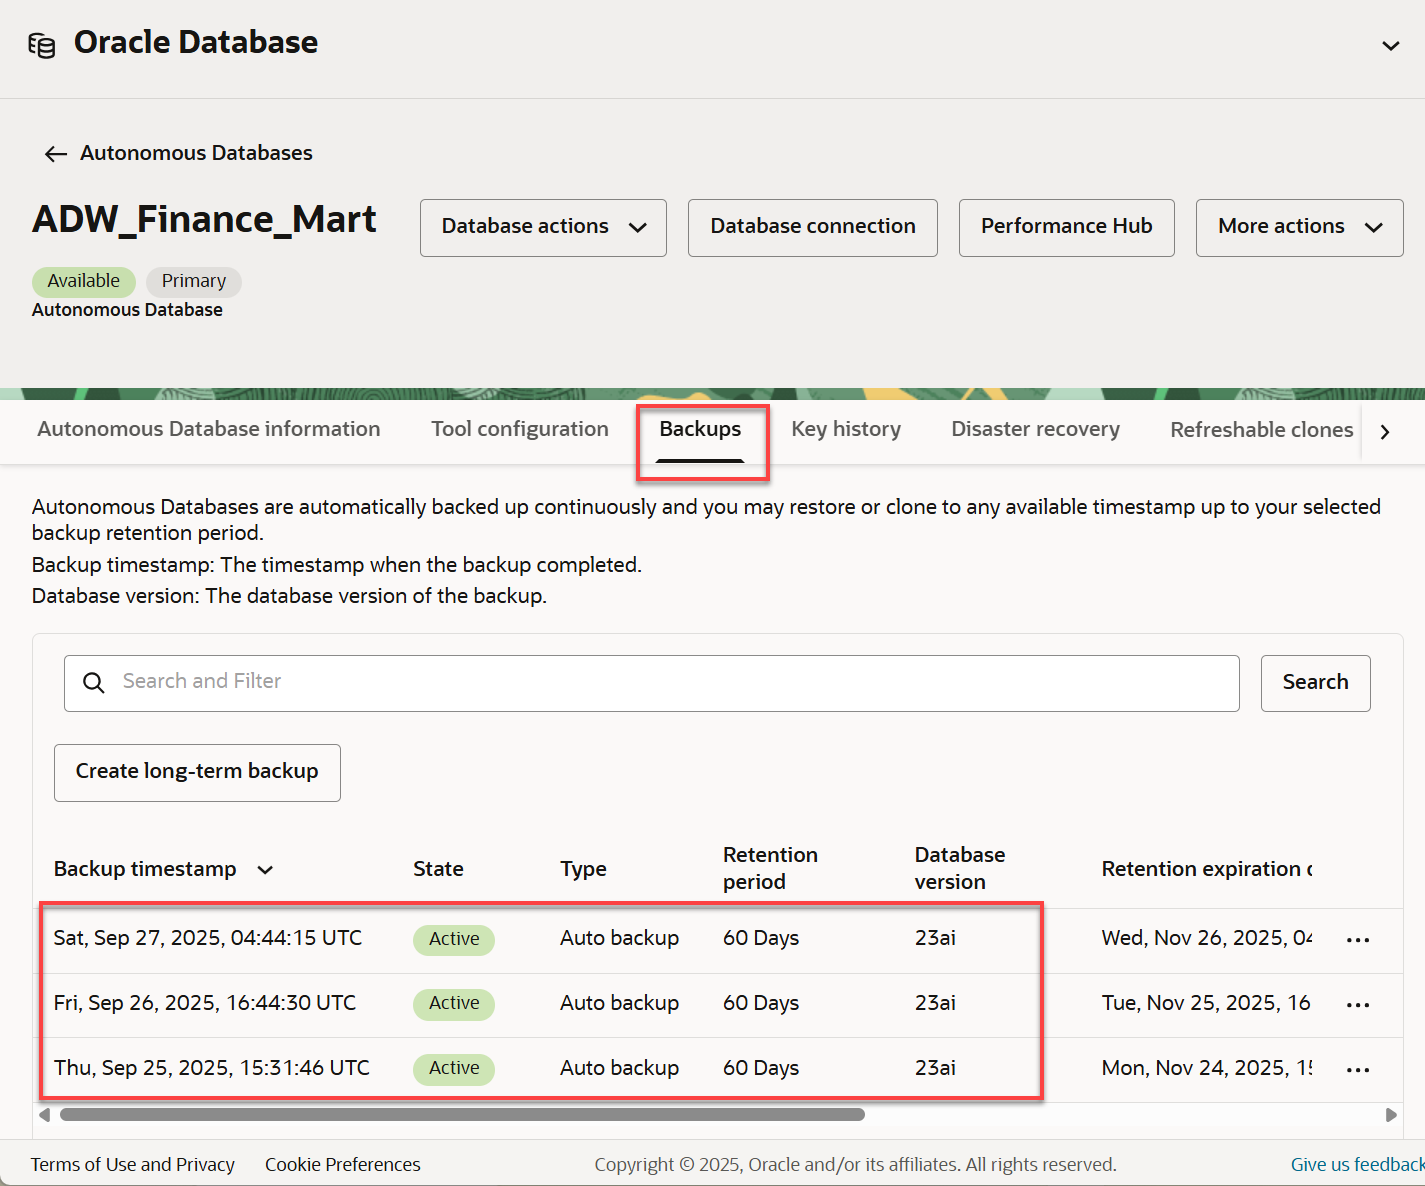 Oracle Database
Autonomous Databases
ADW_Finance_Mart
Database actions
Database connection
Performance Hub
More actions
Available
Primary
Autonomous Database
Autonomous Database information
Tool configuration
Backups
Key history
Disaster recovery
Refreshable clones
Autonomous Databases are automatically backed up continuously and you may restore or clone to any available timestamp up to your selected
backup retention period.
Backup timestamp: The timestamp when the backup completed.
Database version: The database version of the backup.
Search and Filter
Search
Create long-term backup
Backup timestamp State Type Retention period Database version Retention expiration
Sat, Sep 27, 2025, 04:44:15 UTC Active Auto backup 60 Days 23ai Wed, Nov 26, 2025, 04
Fri, Sep 26, 2025, 16:44:30 UTC Active Auto backup 60 Days 23ai Tue, Nov 25, 2025, 16
Thu, Sep 25, 2025, 15:31:46 UTC Active Auto backup 60 Days 23ai Mon, Nov 24, 2025, 15
Terms of Use and Privacy
Cookie Preferences
Copyright © 2025, Oracle and/or its affiliates. All rights reserved.
Give us feedback